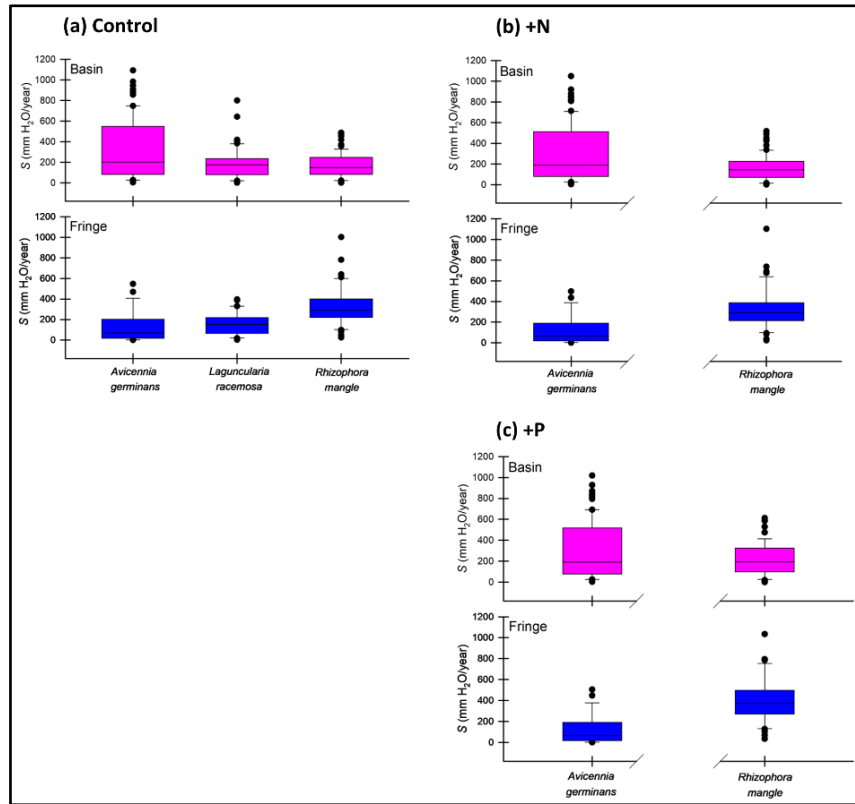 (a) Control
Basin
S (mm H₂O/year)
1200
1000
800
600
400
200
0
Fringe
S (mm H₂O/year)
1200
1000
800
600
400
200
0
Avicennia
germinans
Laguncularia
racemosa
Rhizophora
mangle
(b) +N
Basin
S (mm H₂O/year)
1200
1000
800
600
400
200
0
Fringe
S (mm H₂O/year)
1200
1000
800
600
400
200
0
Avicennia
germinans
Rhizophora
mangle
(c) +P
Basin
S (mm H₂O/year)
1200
1000
800
600
400
200
0
Fringe
S (mm H₂O/year)
1200
1000
800
600
400
200
0
Avicennia
germinans
Rhizophora
mangle